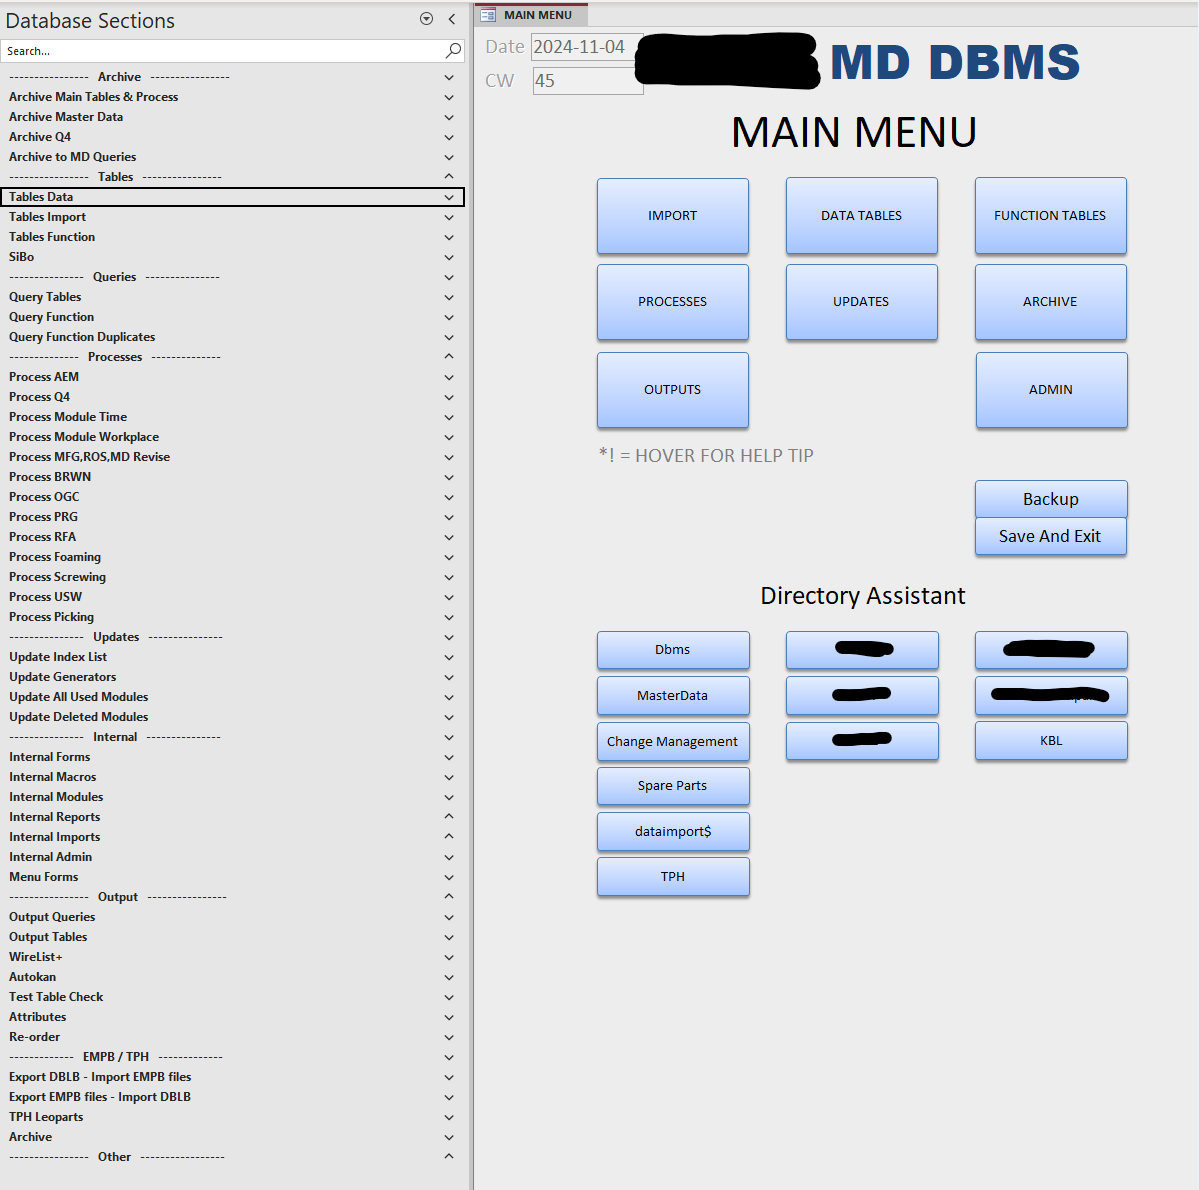 Database Sections
Search...
---------------- Archive ----------------
Archive Main Tables & Process
Archive Master Data
Archive Q4
Archive to MD Queries
---------------- Tables ----------------
Tables Data
Tables Import
Tables Function
SiBo
--------------- Queries ---------------
Query Tables
Query Function
Query Function Duplicates
-------------- Processes --------------
Process AEM
Process Q4
Process Module Time
Process Module Workplace
Process MFG,ROS,MD Revise
Process BRWN
Process OGC
Process PRG
Process RFA
Process Foaming
Process Screwing
Process USW
Process Picking
--------------- Updates ---------------
Update Index List
Update Generators
Update All Used Modules
Update Deleted Modules
--------------- Internal ---------------
Internal Forms
Internal Macros
Internal Modules
Internal Reports
Internal Imports
Internal Admin
Menu Forms
---------------- Output ----------------
Output Queries
Output Tables
WireList+
Autokan
Test Table Check
Attributes
Re-order
------------- EMPB / TPH -------------
Export DBLB - Import EMPB files
Export EMPB files - Import DBLB
TPH Leoparts
Archive
---------------- Other -----------------
MAIN MENU
Date 2024-11-04
CW 45
MD DBMS
MAIN MENU
IMPORT DATA TABLES FUNCTION TABLES
PROCESSES UPDATES ARCHIVE
OUTPUTS ADMIN
*! = HOVER FOR HELP TIP
Backup
Save And Exit
Directory Assistant
Dbms
MasterData
Change Management KBL
Spare Parts
dataimport$
TPH